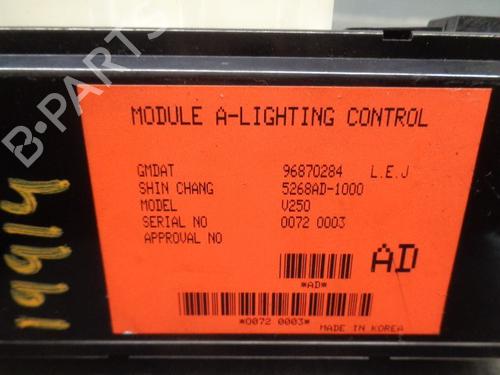 B-PARTS
MODULE A-LIGHTING CONTROL
GMDAT 96870284 L.E.J
SHIN CHANG 5268AD-1000
MODEL V250
SERIAL NO 0072 0003
APPROVAL NO
*AD*
AD
*0072 0003*
MADE IN KOREA
19914